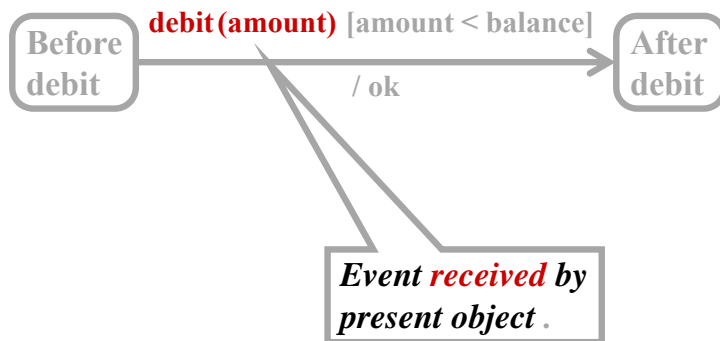 debit(amount) [amount < balance]
Before
debit
After
debit
/ ok
Event received by
present object .